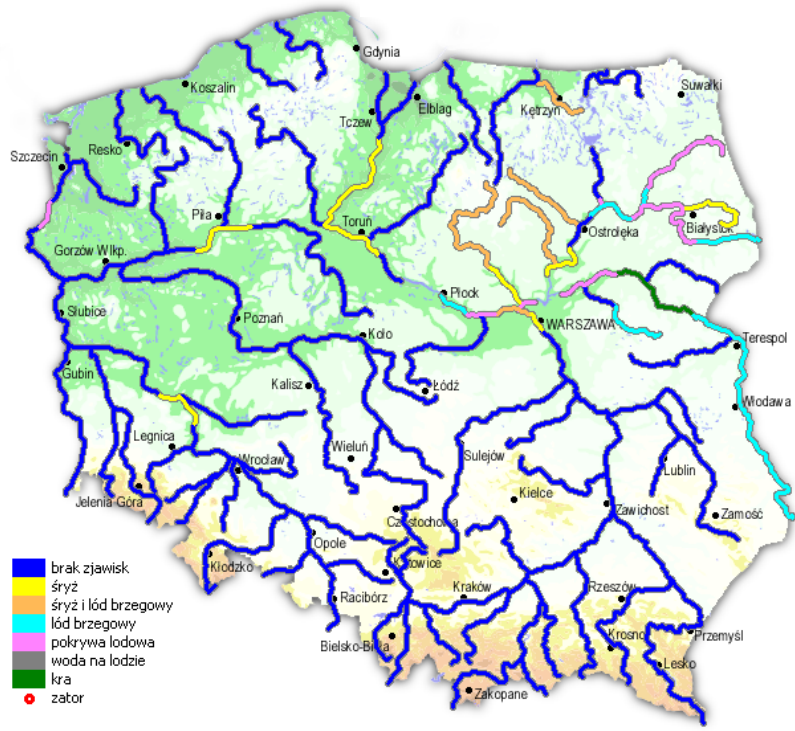 Gdynia
Koszalin
Suwałki
Elbląg
Kętrzyn
Tczew
Resko
Szczecin
Piła
Toruń
Białystok
Ostrołęka
Gorzów Wlkp.
Płock
Słubice
Poznań
Koło
WARSZAWA
Terespol
Gubin
Kalisz
Łódź
Włodawa
Legnica
Wrocław
Wieluń
Sulejów
Lublin
Jelenia Góra
Kielce
Zawichost
Zamość
Częstochowa
Opole
Kłodzko
Katowice
Racibórz
Kraków
Rzeszów
Bielsko-Biała
Krosno
Przemyśl
Lesko
Zakopane
brak zjawisk
śryż
śryż i lód brzegowy
lód brzegowy
pokrywa lodowa
woda na lodzie
kra
zator